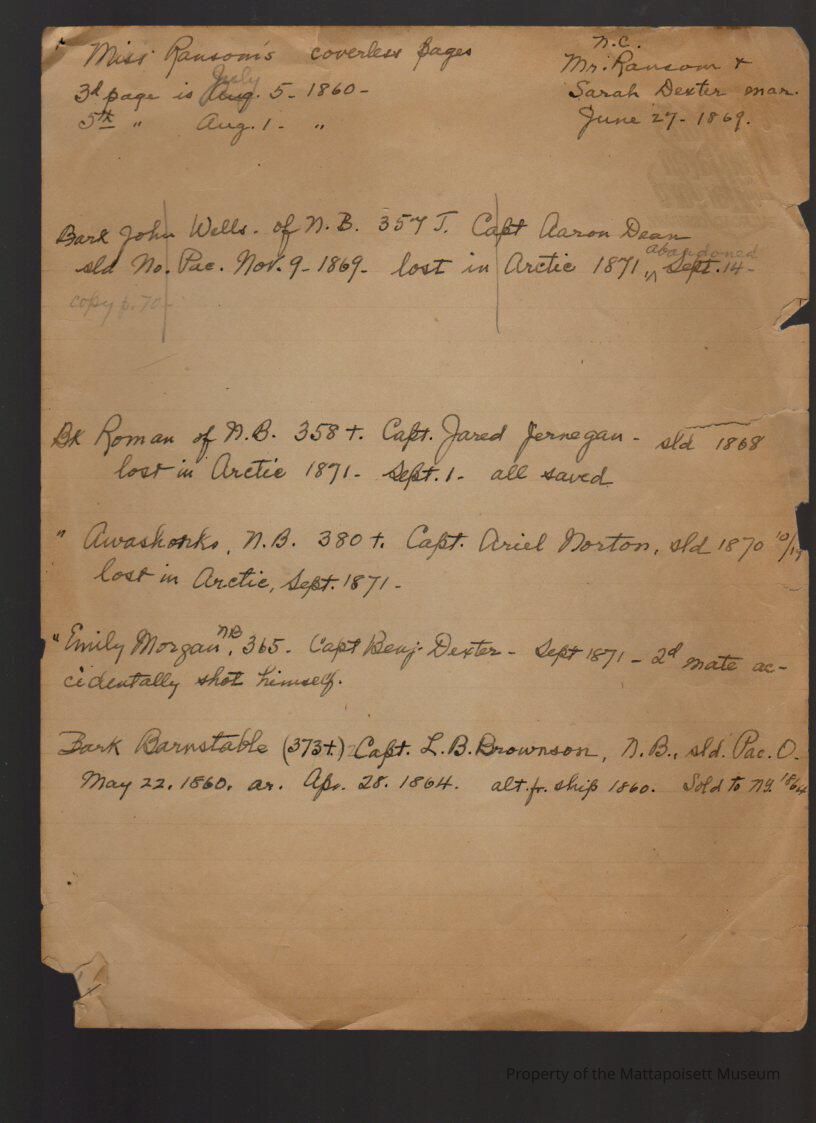 Miss Ransom's coverless pages
July
3d page is Aug. 5 - 1860 -
5th " Aug. 1 - "
n.c.
Mr. Ransom +
Sarah Dexter mar.
June 27 - 1869.
Bark John Wells - of N.B. 357 T. Capt Aaron Dean
abandoned
sld No. Pac. Nov. 9 - 1869 - lost in Arctic 1871, " Sept. 14 -
copy p. 70 -
Bk Roman of N.B. 358 t. Capt. Jared Jernegan - sld 1868
lost in Arctic 1871 - Sept. 1 - all saved
" Awashonks, N.B. 380 t. Capt. Ariel Norton, sld 1870 10/19
lost in Arctic, Sept. 1871 -
" Emily Morgan NB, 365 - Capt Benj. Dexter - Sept 1871 - 2d mate ac-
cidentally shot himself.
Bark Barnstable (373 t.) Capt. L.B. Brownson, N.B., sld. Pac. O.
May 22. 1860. ar. Apr. 28. 1864. alt. fr. ship 1860. Sold to NY. 1864
Property of the Mattapoisett Museum